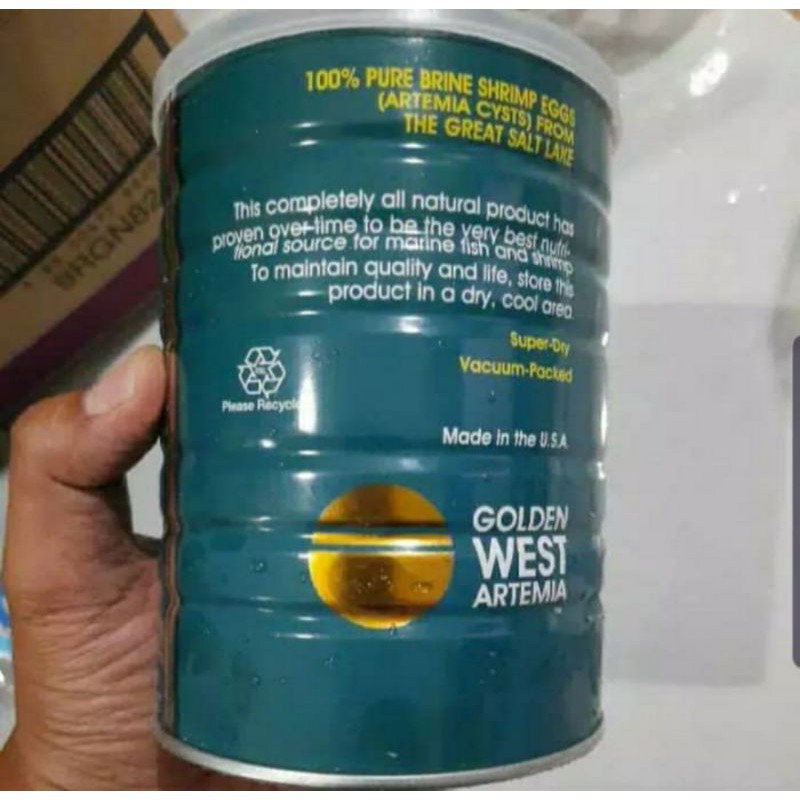 100% PURE BRINE SHRIMP EGGS
(ARTEMIA CYSTS) FROM
THE GREAT SALT LAKE
This completely all natural product has
proven over time to be the very best nutri-
tional source for marine fish and shrimp
To maintain quality and life, store this
product in a dry, cool area
Super-Dry
Vacuum-Packed
Please Recycle
Made in the U.S.A.
GOLDEN
WEST
ARTEMIA